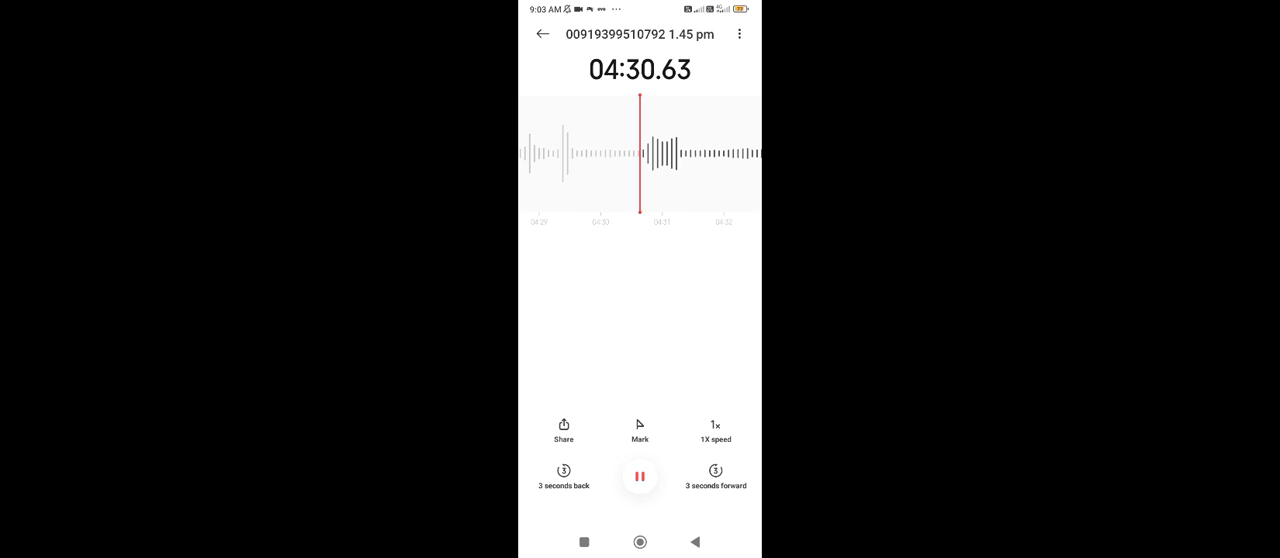 9:03 AM
00919399510792 1.45 pm
04:30.63
04:29 04:30 04:31 04:32
Share Mark 1x 1X speed
3 3
3 seconds back 3 seconds forward